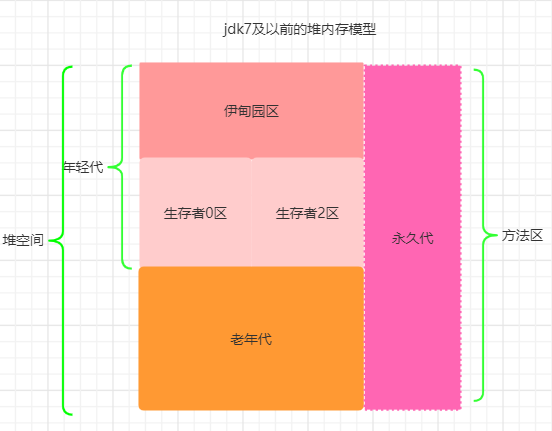 jdk7及以前的堆内存模型
伊甸园区
年轻代
生存者0区
生存者2区
堆空间
永久代
方法区
老年代